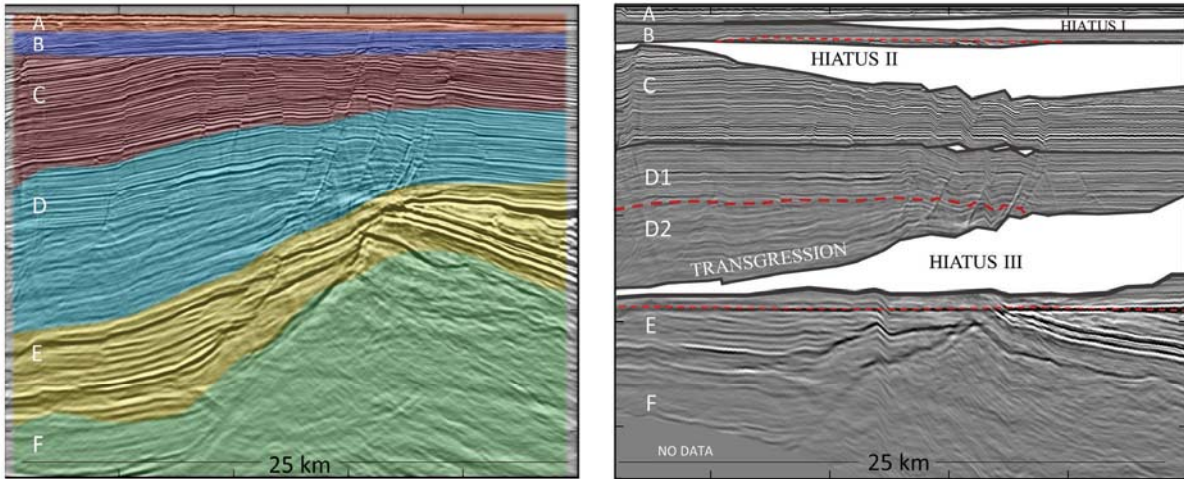 A
B
C
D
E
F
25 km
A
HIATUS I
B
HIATUS II
C
D1
D2
TRANSGRESSION
HIATUS III
E
F
NO DATA
25 km